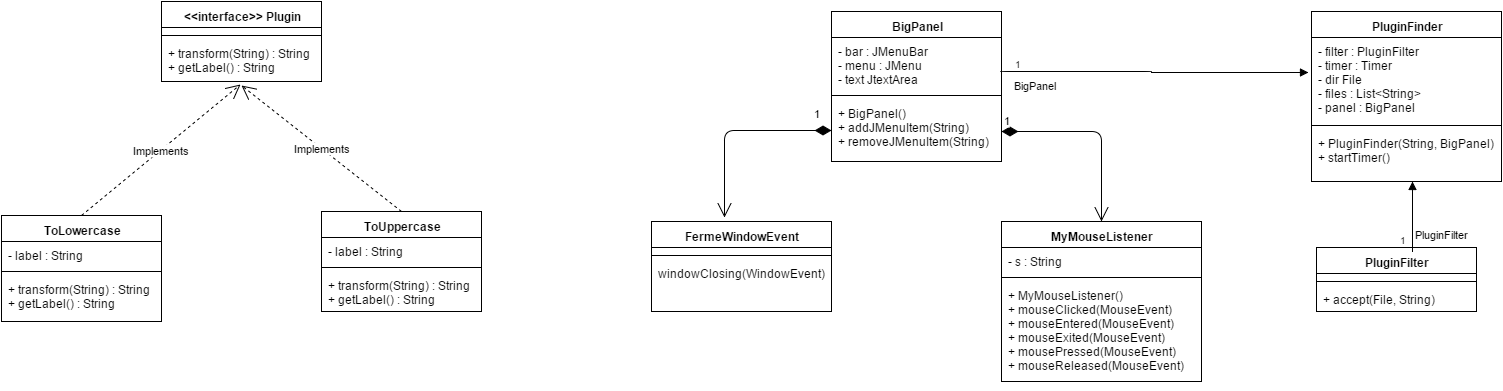 <<interface>> Plugin
+ transform(String) : String
+ getLabel() : String
Implements
Implements
ToLowercase
- label : String
+ transform(String) : String
+ getLabel() : String
ToUppercase
- label : String
+ transform(String) : String
+ getLabel() : String
BigPanel
- bar : JMenuBar
- menu : JMenu
- text JtextArea
+ BigPanel()
+ addJMenuItem(String)
+ removeJMenuItem(String)
1
BigPanel
1
1
PluginFinder
- filter : PluginFilter
- timer : Timer
- dir File
- files : List<String>
- panel : BigPanel
+ PluginFinder(String, BigPanel)
+ startTimer()
FermeWindowEvent
windowClosing(WindowEvent)
MyMouseListener
- s : String
+ MyMouseListener()
+ mouseClicked(MouseEvent)
+ mouseEntered(MouseEvent)
+ mouseExited(MouseEvent)
+ mousePressed(MouseEvent)
+ mouseReleased(MouseEvent)
1
PluginFilter
PluginFilter
+ accept(File, String)